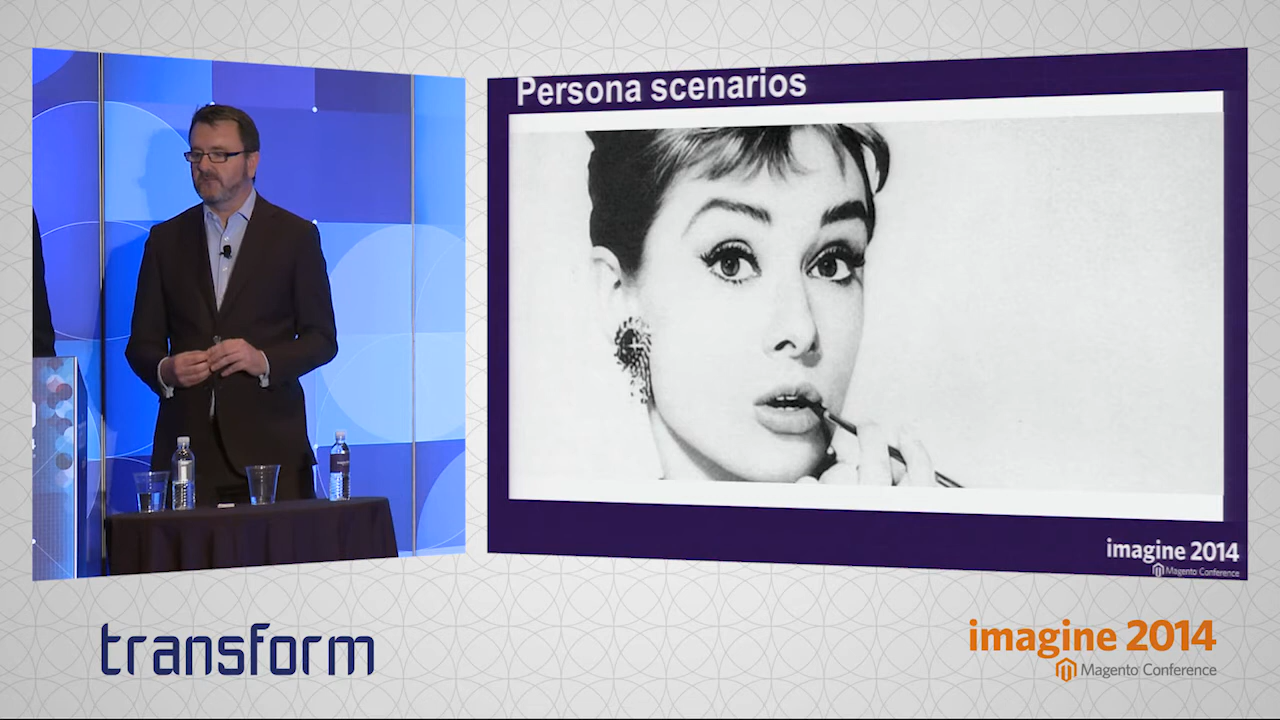 Persona scenarios
imagine 2014
Magento Conference
transform
imagine 2014
Magento Conference